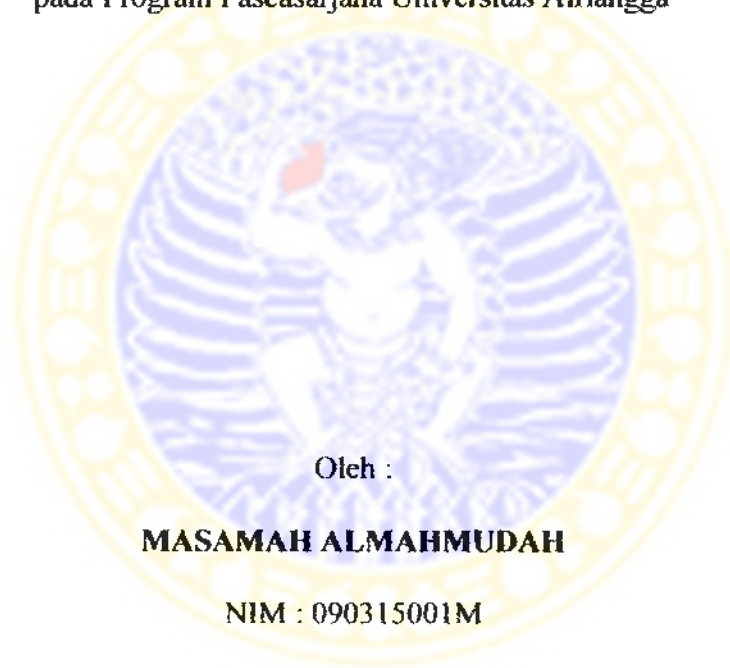 pada Program Pascasarjana Universitas Airlangga
Oleh :
MASAMAH ALMAHMUDAH
NIM : 090315001M